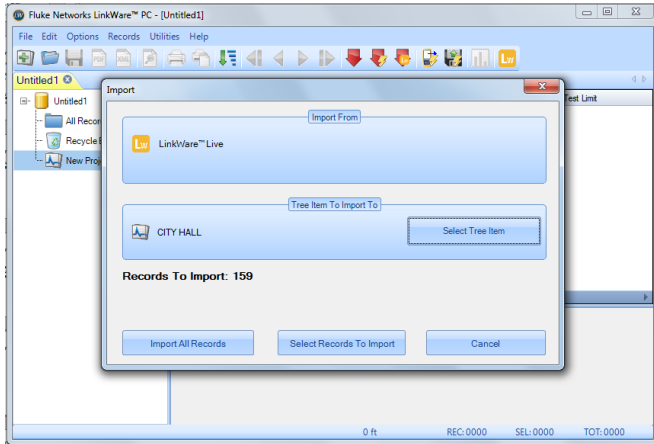 Fluke Networks LinkWare™ PC - [Untitled1]
File Edit Options Records Utilities Help
Untitled1
Untitled1
All Recor
Recycle
New Proj
Test Limit
Import
Import From
Lw LinkWare™ Live
Tree Item To Import To
CITY HALL
Select Tree Item
Records To Import: 159
Import All Records
Select Records To Import
Cancel
0 ft REC: 0000 SEL: 0000 TOT: 0000